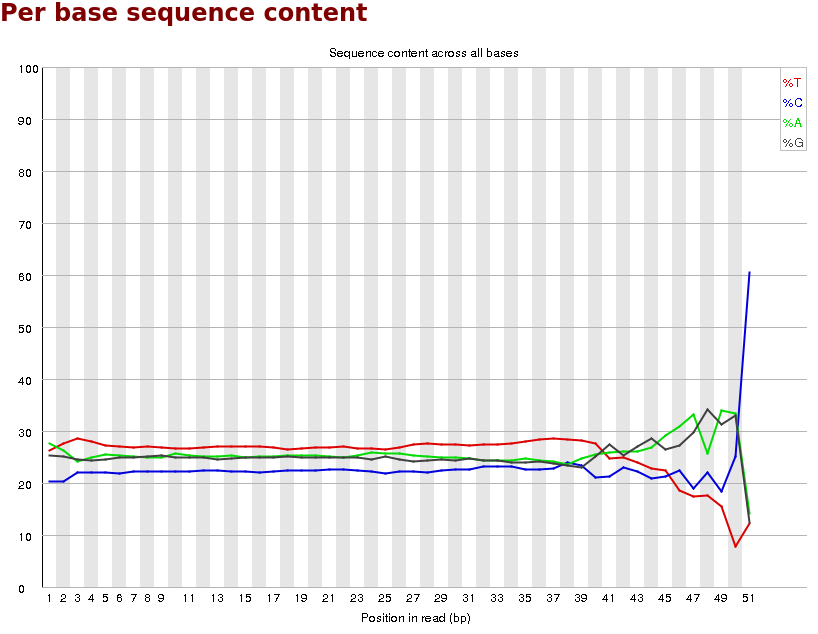 Per base sequence content
Sequence content across all bases
100
90
80
70
60
50
40
30
20
10
0
%T
%C
%A
%G
1 2 3 4 5 6 7 8 9 11 13 15 17 19 21 23 25 27 29 31 33 35 37 39 41 43 45 47 49 51
Position in read (bp)